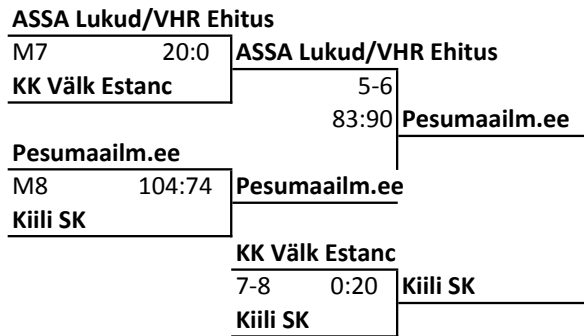 ASSA Lukud/VHR Ehitus
M7 20:0 ASSA Lukud/VHR Ehitus
KK Välk Estanc 5-6
83:90 Pesumaailm.ee
Pesumaailm.ee
M8 104:74 Pesumaailm.ee
Kiili SK
KK Välk Estanc
7-8 0:20 Kiili SK
Kiili SK